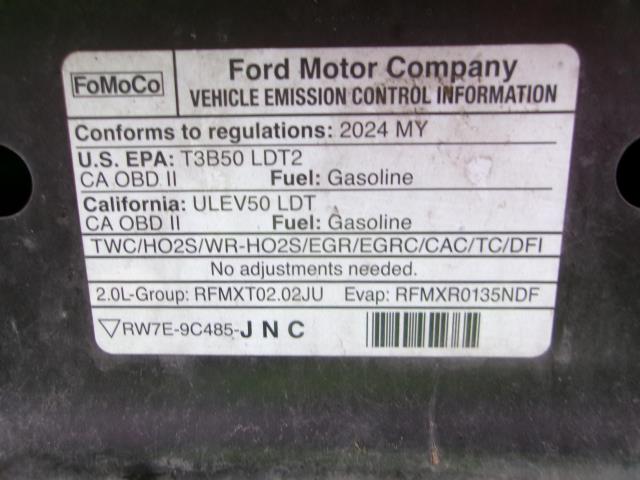 FoMoCo
Ford Motor Company
VEHICLE EMISSION CONTROL INFORMATION
Conforms to regulations: 2024 MY
U.S. EPA: T3B50 LDT2
CA OBD II Fuel: Gasoline
California: ULEV50 LDT
CA OBD II Fuel: Gasoline
TWC/HO2S/WR-HO2S/EGR/EGRC/CAC/TC/DFI
No adjustments needed.
2.0L-Group: RFMXT02.02JU Evap: RFMXR0135NDF
▽RW7E-9C485-J N C